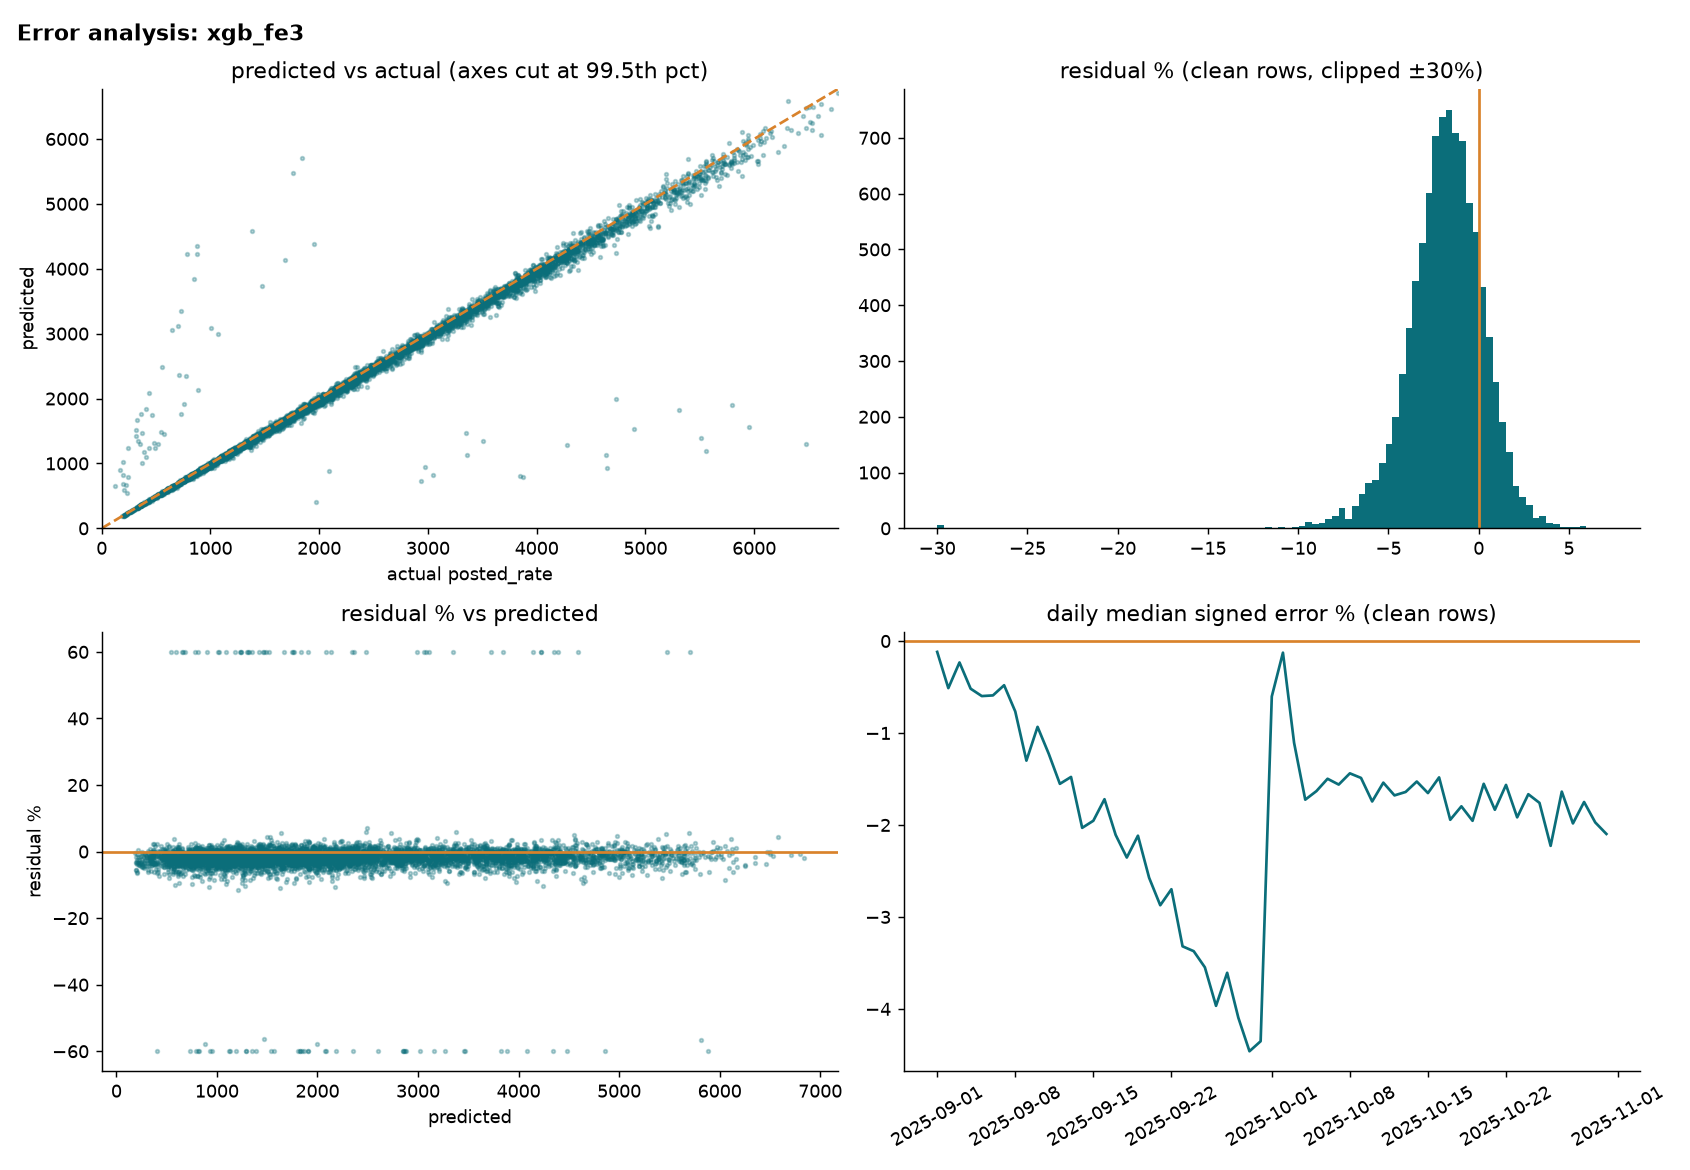 Error analysis: xgb_fe3
predicted vs actual (axes cut at 99.5th pct)
predicted
6000
5000
4000
3000
2000
1000
0
0 1000 2000 3000 4000 5000 6000
actual posted_rate
residual % (clean rows, clipped ±30%)
700
600
500
400
300
200
100
0
−30 −25 −20 −15 −10 −5 0 5
residual % vs predicted
residual %
60
40
20
0
−20
−40
−60
0 1000 2000 3000 4000 5000 6000 7000
predicted
daily median signed error % (clean rows)
0
−1
−2
−3
−4
2025-09-01 2025-09-08 2025-09-15 2025-09-22 2025-10-01 2025-10-08 2025-10-15 2025-10-22 2025-11-01